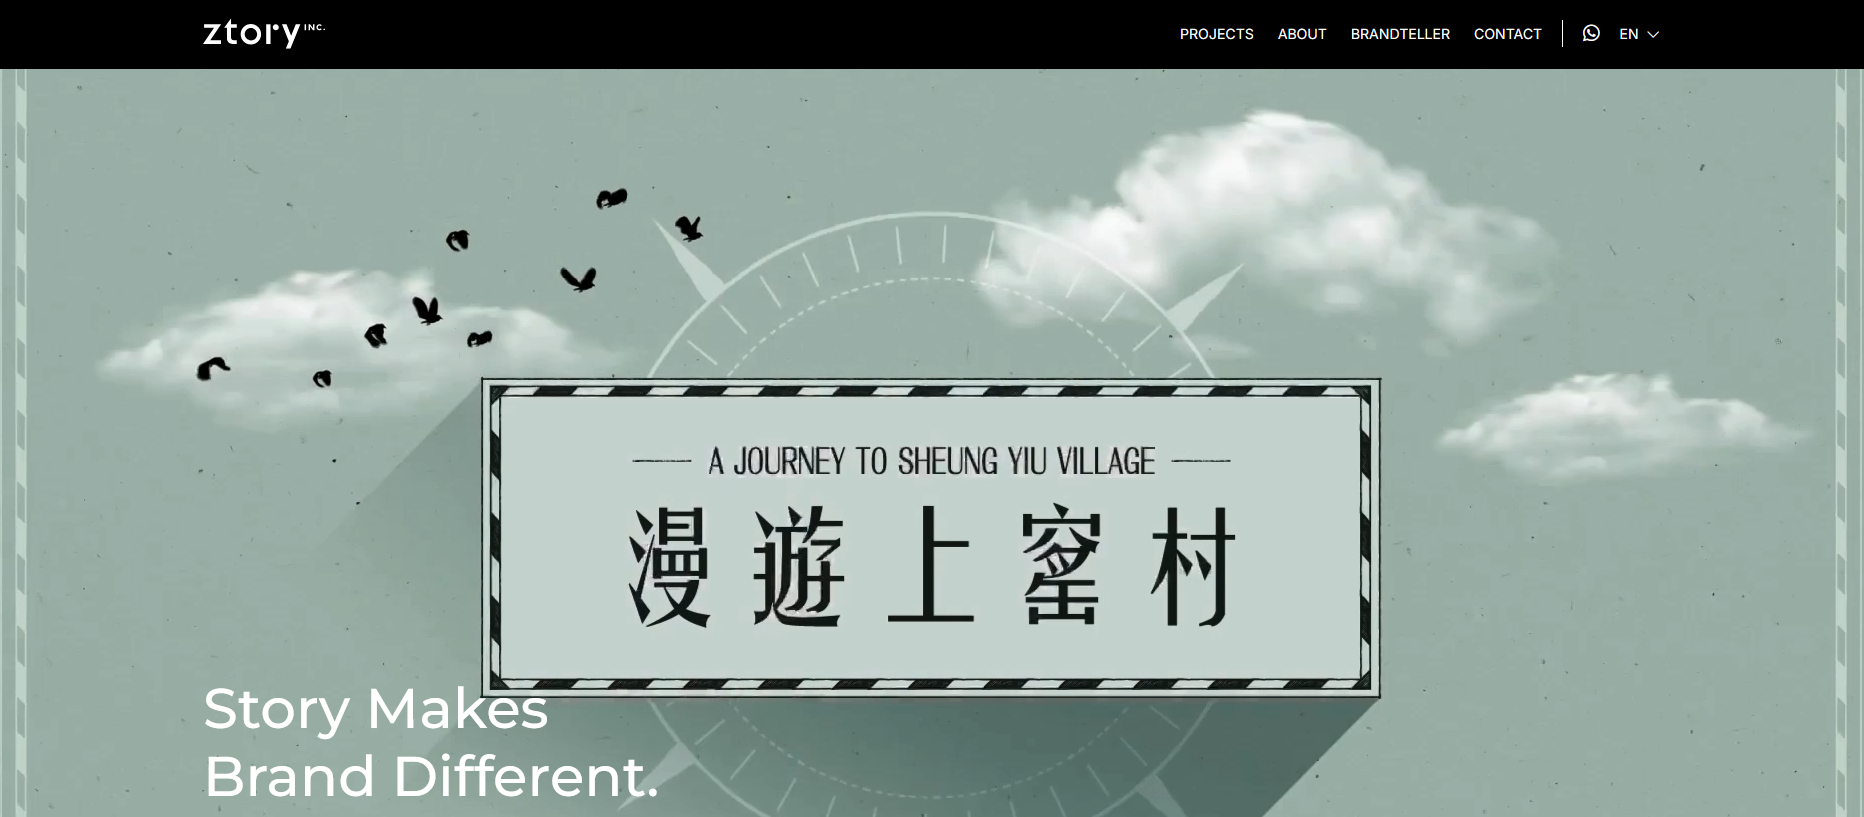 ztory INC.
PROJECTS ABOUT BRANDTELLER CONTACT EN
A JOURNEY TO SHEUNG YIU VILLAGE
漫遊上窰村
Story Makes
Brand Different.